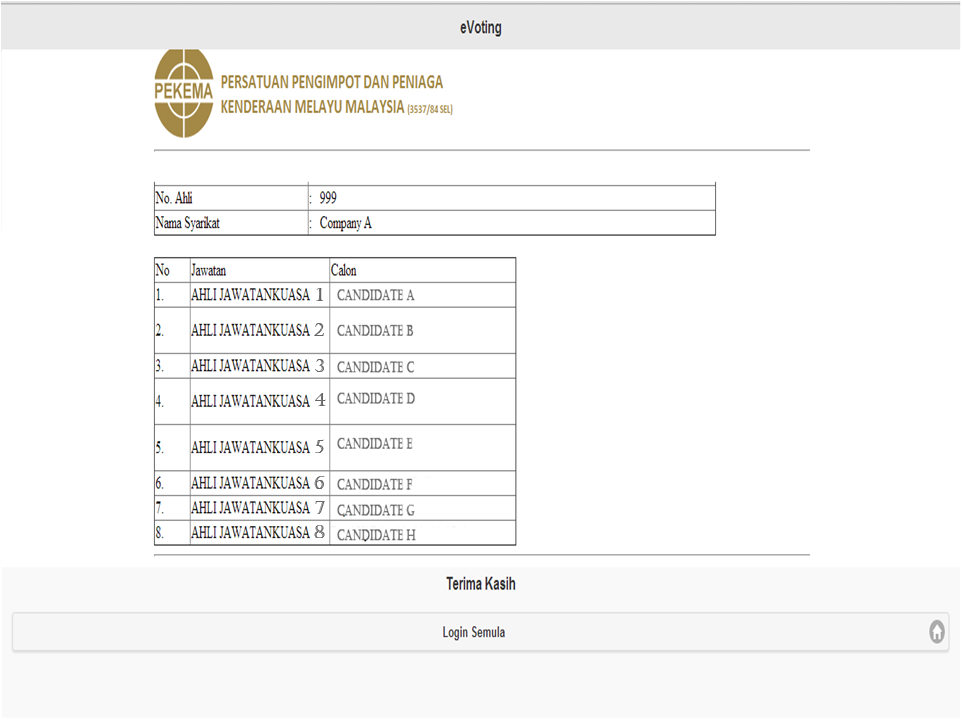 eVoting
PEKEMA
PERSATUAN PENGIMPOT DAN PENIAGA
KENDERAAN MELAYU MALAYSIA (3537/84 SEL)
No. Ahli : 999
Nama Syarikat : Company A
No Jawatan Calon
1. AHLI JAWATANKUASA 1 CANDIDATE A
2. AHLI JAWATANKUASA 2 CANDIDATE B
3. AHLI JAWATANKUASA 3 CANDIDATE C
4. AHLI JAWATANKUASA 4 CANDIDATE D
5. AHLI JAWATANKUASA 5 CANDIDATE E
6. AHLI JAWATANKUASA 6 CANDIDATE F
7. AHLI JAWATANKUASA 7 CANDIDATE G
8. AHLI JAWATANKUASA 8 CANDIDATE H
Terima Kasih
Login Semula